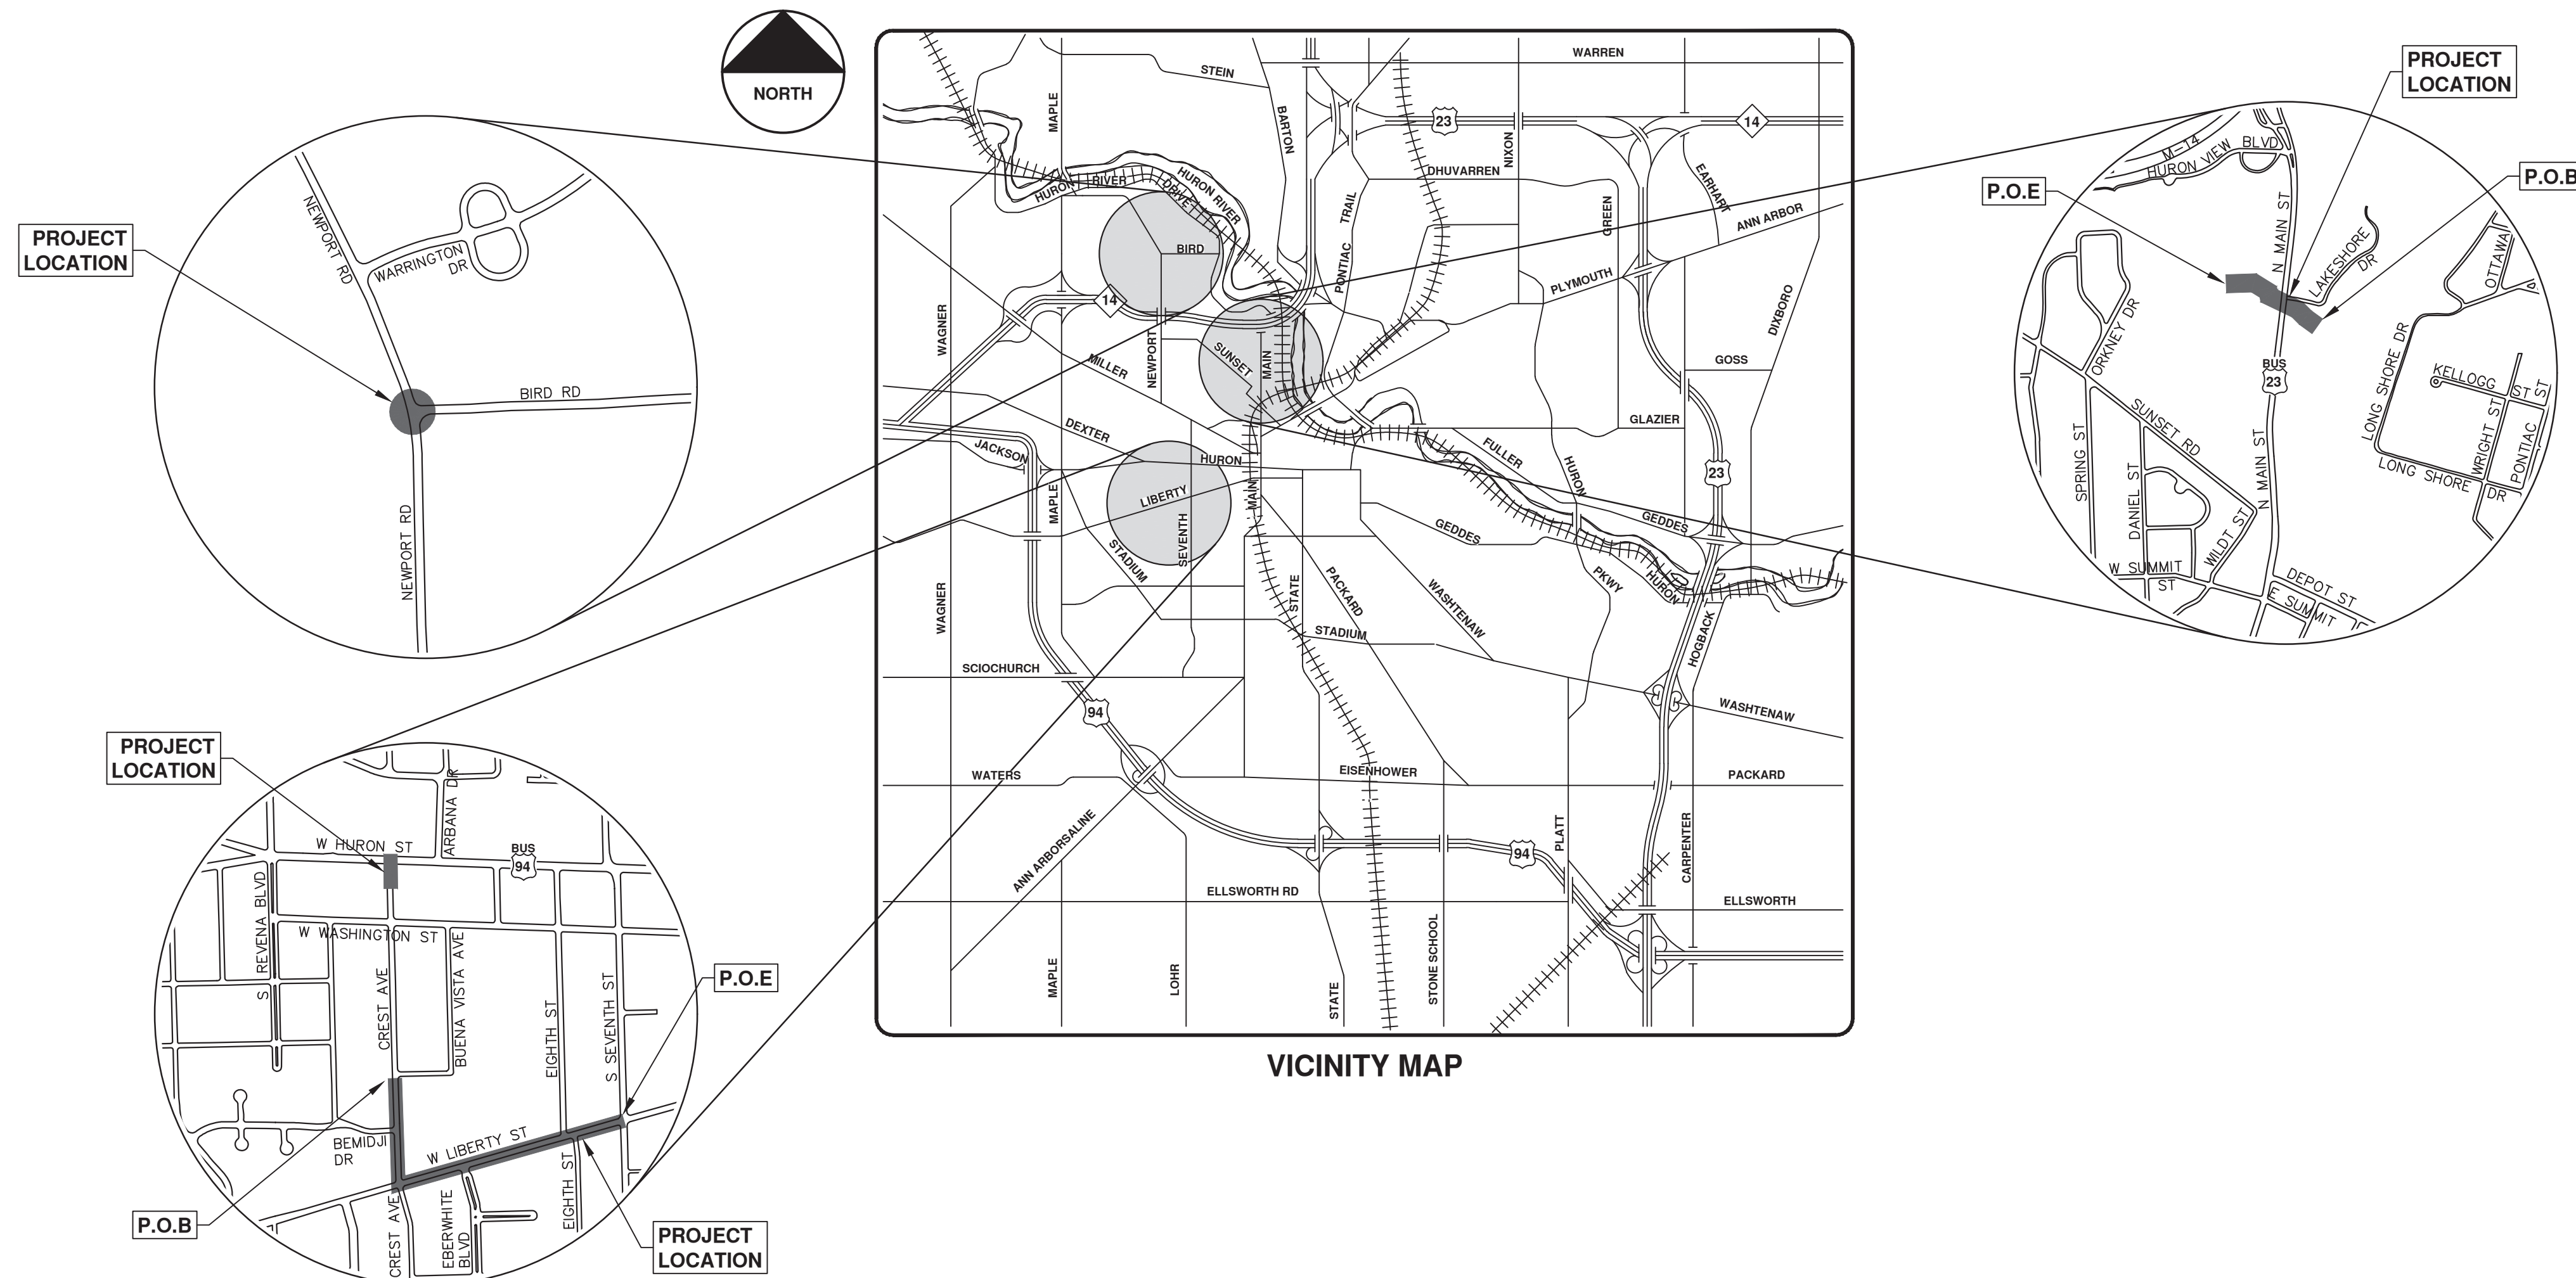 NORTH
PROJECT
LOCATION
NEWPORT RD
WARRINGTON
DR
BIRD RD
NEWPORT RD
PROJECT
LOCATION
W HURON ST
ARBANA DR
BUS
94
S REVENA BLVD
W WASHINGTON ST
CREST AVE
BUENA VISTA AVE
EIGHTH ST
S SEVENTH ST
P.O.E
BEMIDJI
DR
W LIBERTY ST
P.O.B
CREST AVE
EBERWHITE
BLVD
EIGHTH ST
PROJECT
LOCATION
WARREN
STEIN
MAPLE
BARTON
23
NIXON
14
DHUVARREN
EARHART
HURON RIVER DRIVE
HURON RIVER
PONTIAC TRAIL
GREEN
ANN ARBOR
BIRD
PLYMOUTH
14
DIXBORO
WAGNER
NEWPORT
SUNSET
MAIN
MILLER
GOSS
DEXTER
GLAZIER
JACKSON
HURON
FULLER
HURON
23
MAPLE
LIBERTY
MAIN
SEVENTH
GEDDES
GEDDES
STADIUM
WAGNER
STATE
PACKARD
WASHTENAW
PKWY
HURON
STADIUM
HOGBACK
SCIOCHURCH
94
WASHTENAW
WATERS
EISENHOWER
PACKARD
ANN ARBORSALINE
PLATT
CARPENTER
94
ELLSWORTH RD
ELLSWORTH
MAPLE
LOHR
STATE
STONE SCHOOL
VICINITY MAP
PROJECT
LOCATION
P.O.E
P.O.B
M-14
HURON VIEW BLVD
N MAIN ST
LAKESHORE
DR
OTTAWA
ORKNEY DR
BUS
23
LONG SHORE DR
KELLOGG ST
ST
SUNSET RD
N MAIN ST
WRIGHT ST
PONTIAC
SPRING ST
DANIEL ST
LONG SHORE DR
WILDT ST
W SUMMIT
ST
DEPOT ST
E SUMMIT